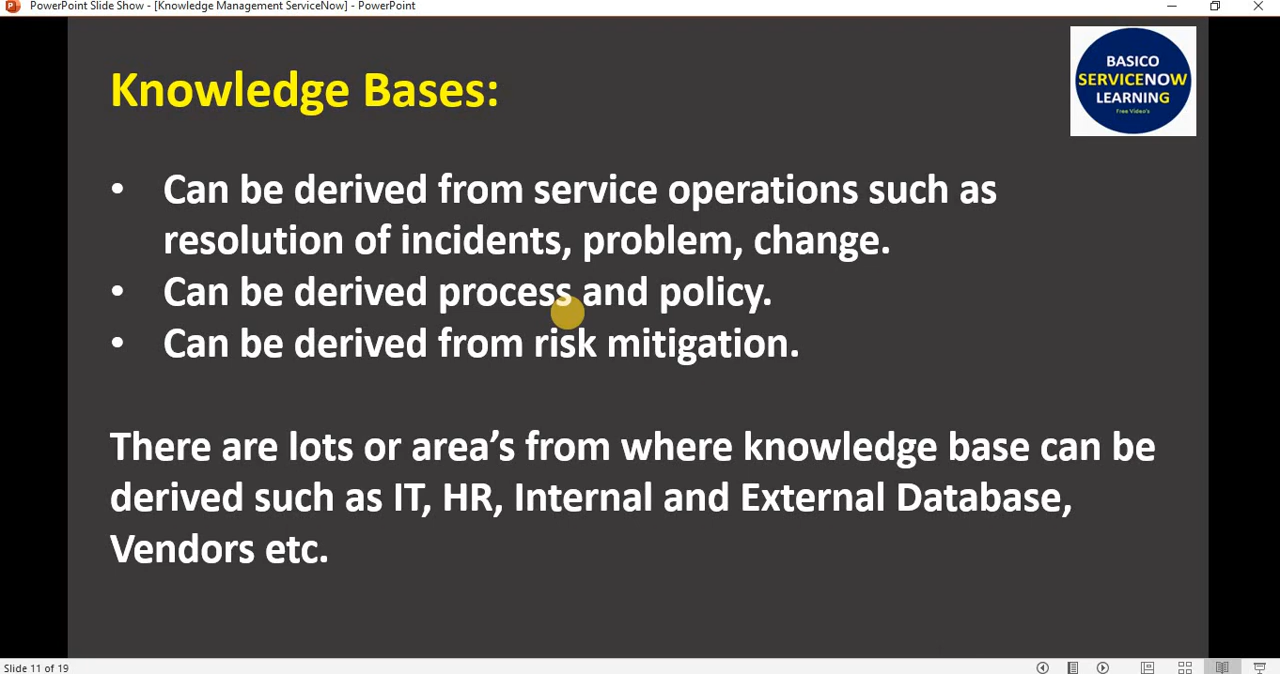 PowerPoint Slide Show - [Knowledge Management ServiceNow] - PowerPoint
BASICO
SERVICENOW
LEARNING
Free Video's
Knowledge Bases:
• Can be derived from service operations such as
resolution of incidents, problem, change.
• Can be derived process and policy.
• Can be derived from risk mitigation.
There are lots or area’s from where knowledge base can be
derived such as IT, HR, Internal and External Database,
Vendors etc.
Slide 11 of 19